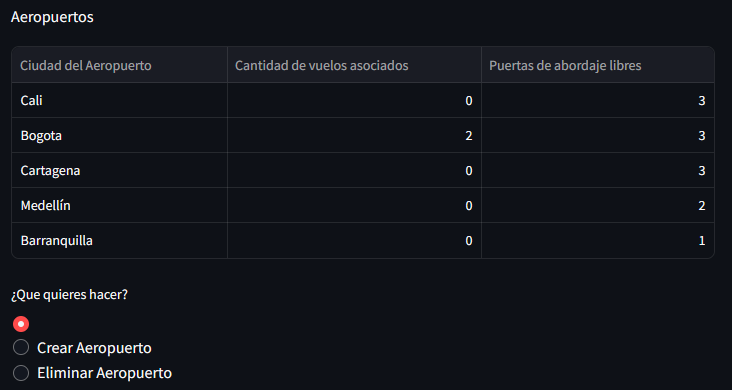 Aeropuertos
Ciudad del Aeropuerto Cantidad de vuelos asociados Puertas de abordaje libres
Cali 0 3
Bogota 2 3
Cartagena 0 3
Medellín 0 2
Barranquilla 0 1
¿Que quieres hacer?
Crear Aeropuerto
Eliminar Aeropuerto